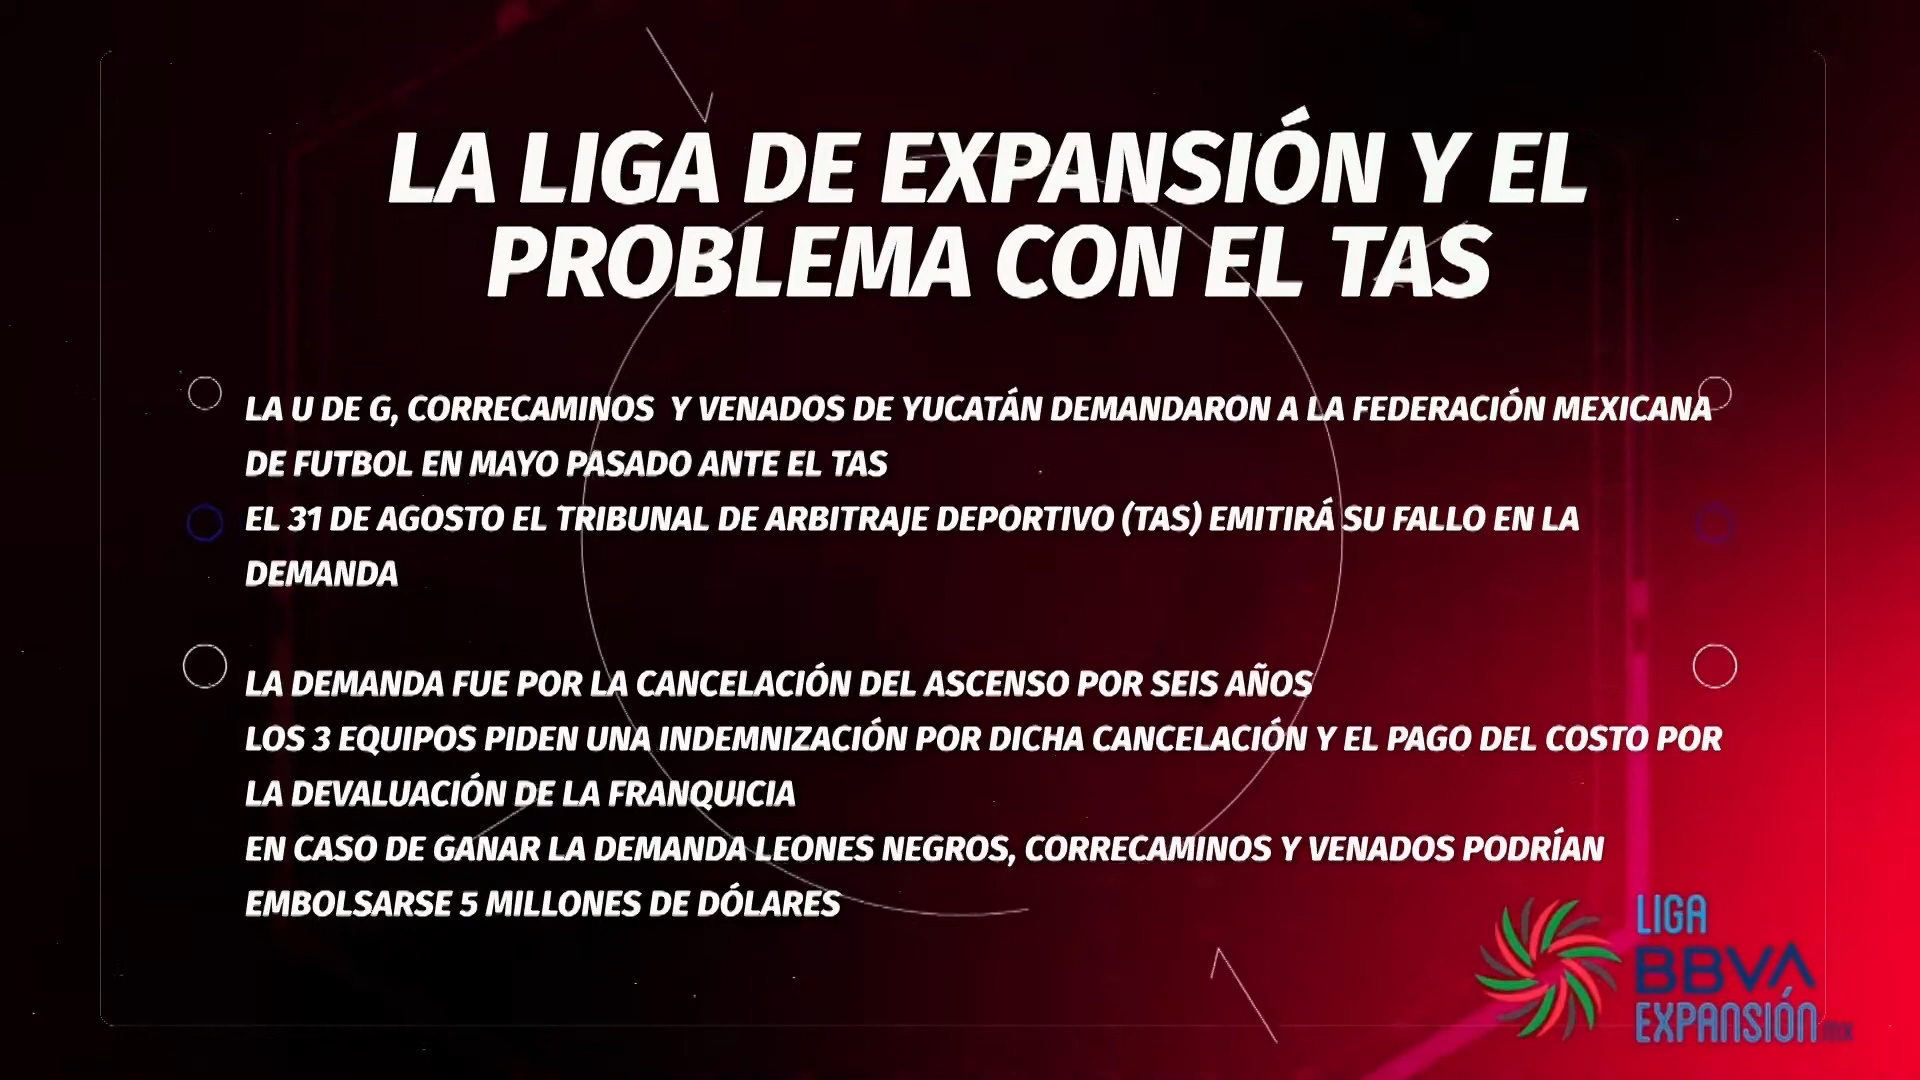 LA LIGA DE EXPANSIÓN Y EL
PROBLEMA CON EL TAS
LA U DE G, CORRECAMINOS Y VENADOS DE YUCATÁN DEMANDARON A LA FEDERACIÓN MEXICANA
DE FUTBOL EN MAYO PASADO ANTE EL TAS
EL 31 DE AGOSTO EL TRIBUNAL DE ARBITRAJE DEPORTIVO (TAS) EMITIRÁ SU FALLO EN LA
DEMANDA
LA DEMANDA FUE POR LA CANCELACIÓN DEL ASCENSO POR SEIS AÑOS
LOS 3 EQUIPOS PIDEN UNA INDEMNIZACIÓN POR DICHA CANCELACIÓN Y EL PAGO DEL COSTO POR
LA DEVALUACIÓN DE LA FRANQUICIA
EN CASO DE GANAR LA DEMANDA LEONES NEGROS, CORRECAMINOS Y VENADOS PODRÍAN
EMBOLSARSE 5 MILLONES DE DÓLARES
LIGA
BBVA
EXPANSIÓN MX